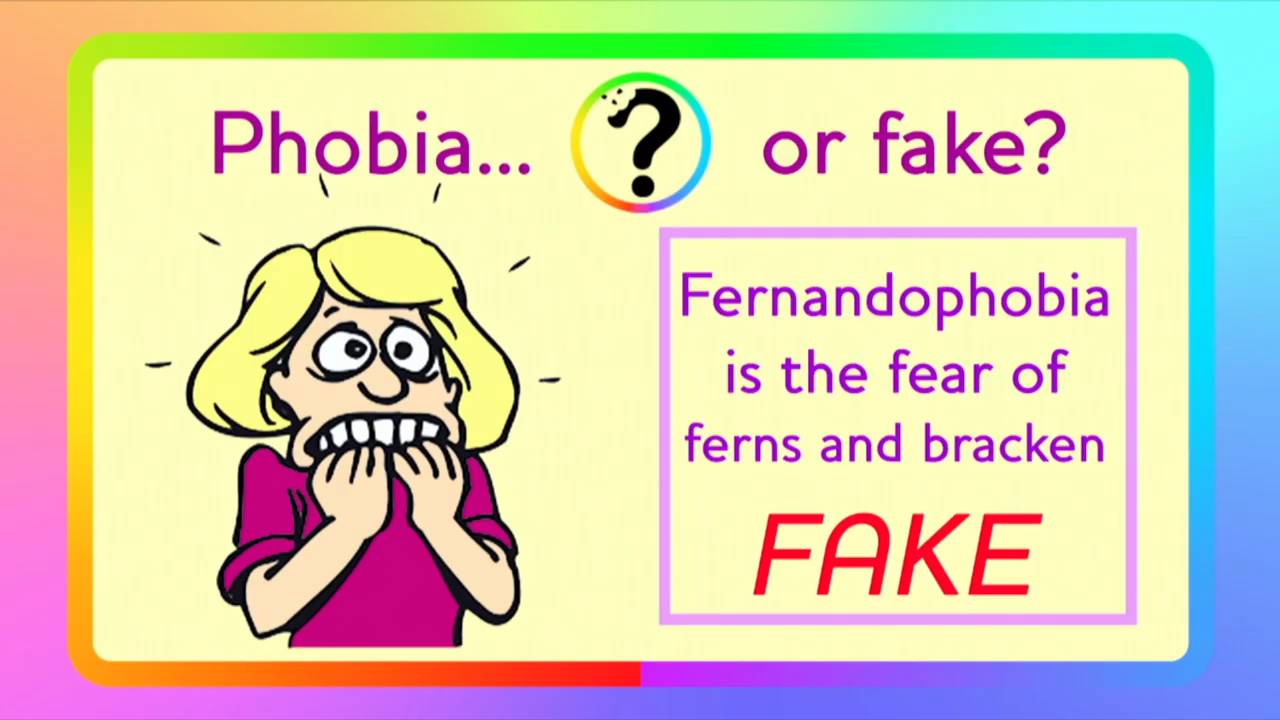 Phobia... ? or fake?
Fernandophobia
is the fear of
ferns and bracken
FAKE